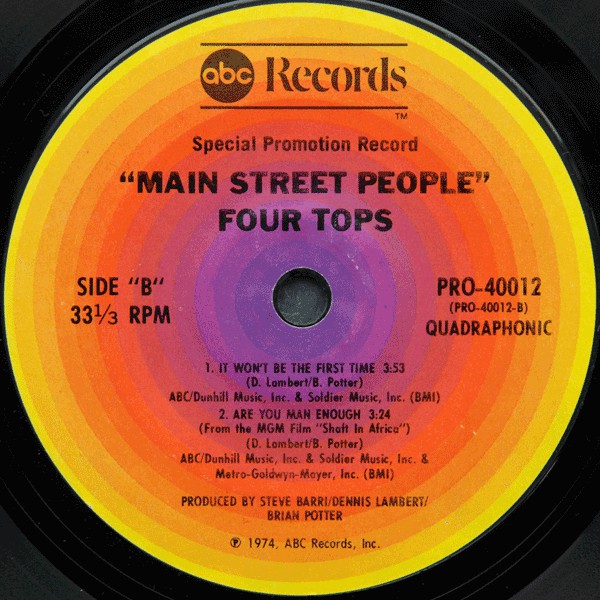 abc Records
TM
Special Promotion Record
"MAIN STREET PEOPLE"
FOUR TOPS
SIDE "B"
33⅓ RPM
PRO-40012
(PRO-40012-B)
QUADRAPHONIC
1. IT WON'T BE THE FIRST TIME 3:53
(D. Lambert/B. Potter)
ABC/Dunhill Music, Inc. & Soldier Music, Inc. (BMI)
2. ARE YOU MAN ENOUGH 3:24
(From the MGM Film "Shaft In Africa")
(D. Lambert/B. Potter)
ABC/Dunhill Music, Inc. & Soldier Music, Inc. &
Metro-Goldwyn-Mayer, Inc. (BMI)
PRODUCED BY STEVE BARRI/DENNIS LAMBERT/
BRIAN POTTER
℗ 1974, ABC Records, Inc.